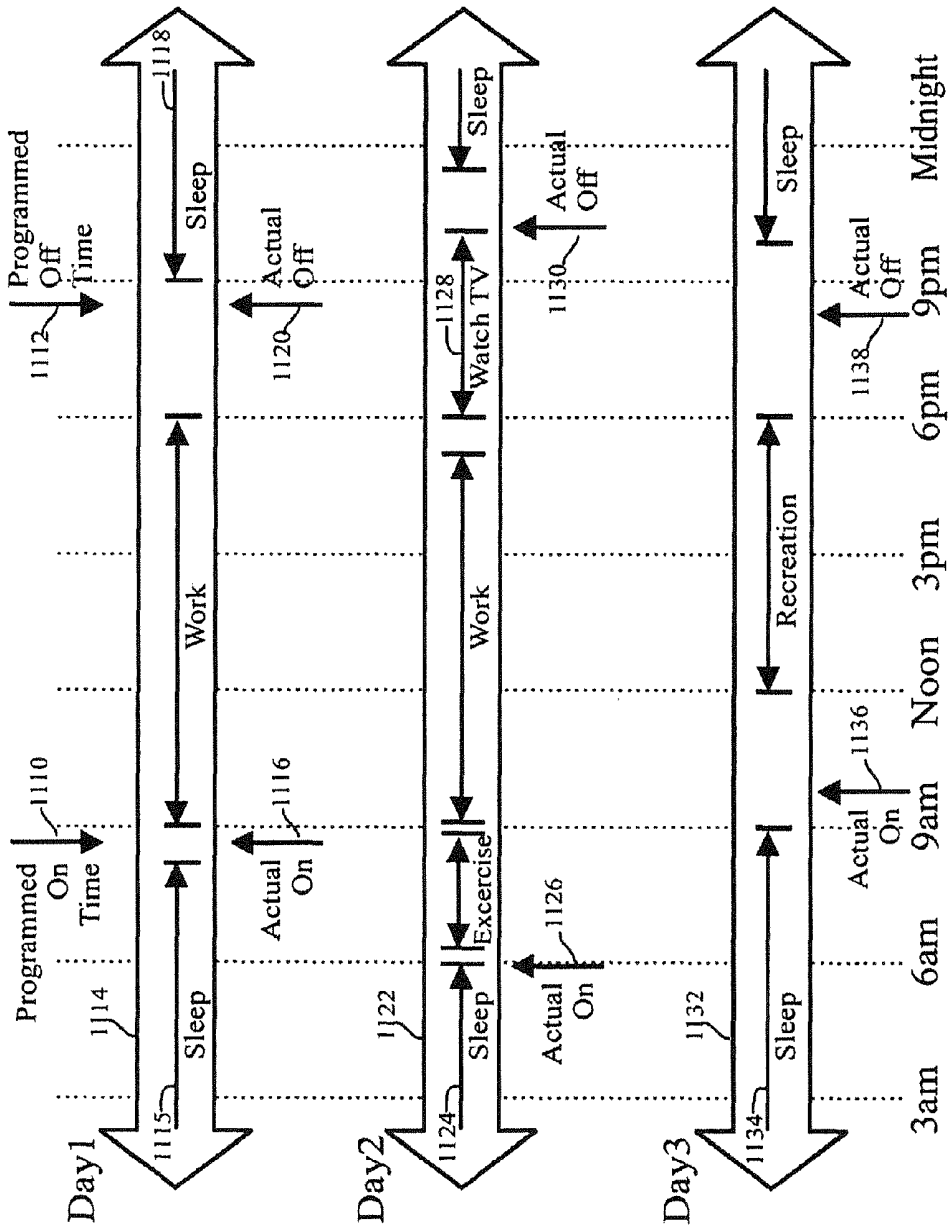 Programmed
On
Time
1110
Programmed
Off
Time
1112
Day1
1114
1115
Sleep
Work
Sleep
1118
Actual
On
1116
1120
Actual
Off
Day2
1122
1124
Sleep
Excercise
Work
Watch TV
1128
Sleep
Actual
On
1126
1130
Actual
Off
Day3
1132
1134
Sleep
Recreation
Sleep
Actual
On
1136
1138
Actual
Off
3am
6am
9am
Noon
3pm
6pm
9pm
Midnight